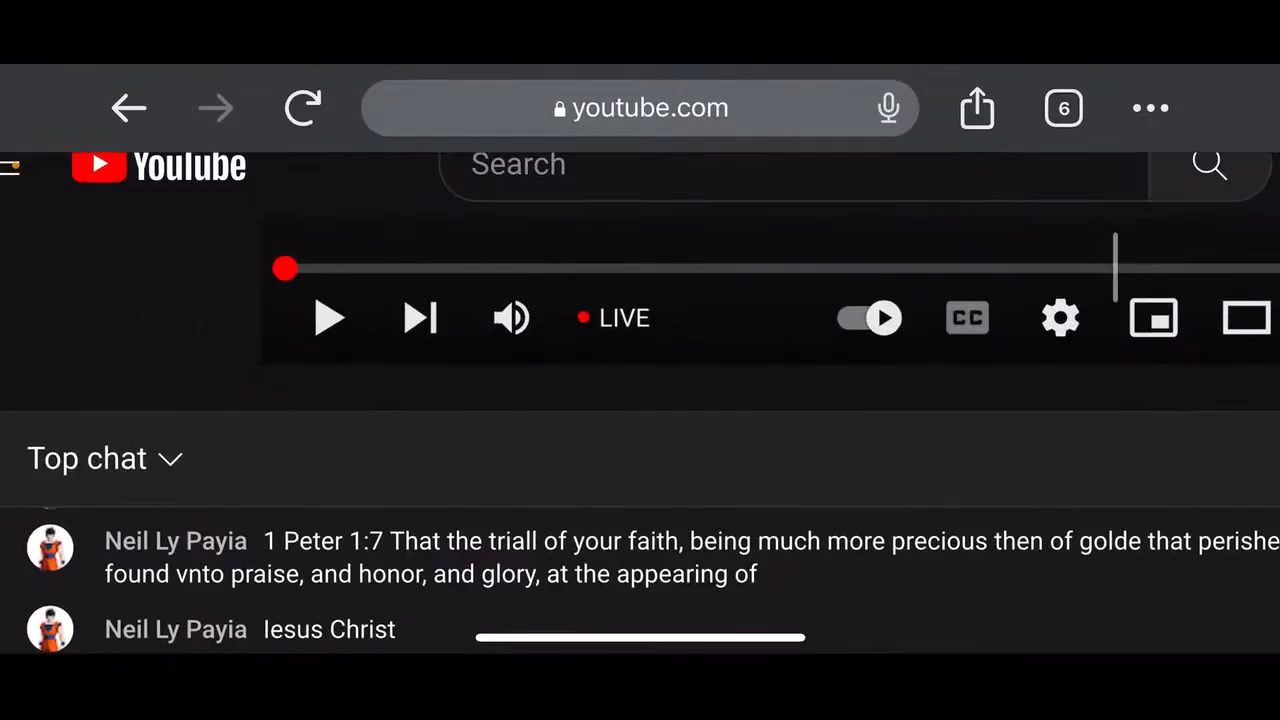 youtube.com
6
YouTube
Search
LIVE
CC
Top chat
Neil Ly Payia 1 Peter 1:7 That the triall of your faith, being much more precious then of golde that perishe
found vnto praise, and honor, and glory, at the appearing of
Neil Ly Payia Iesus Christ